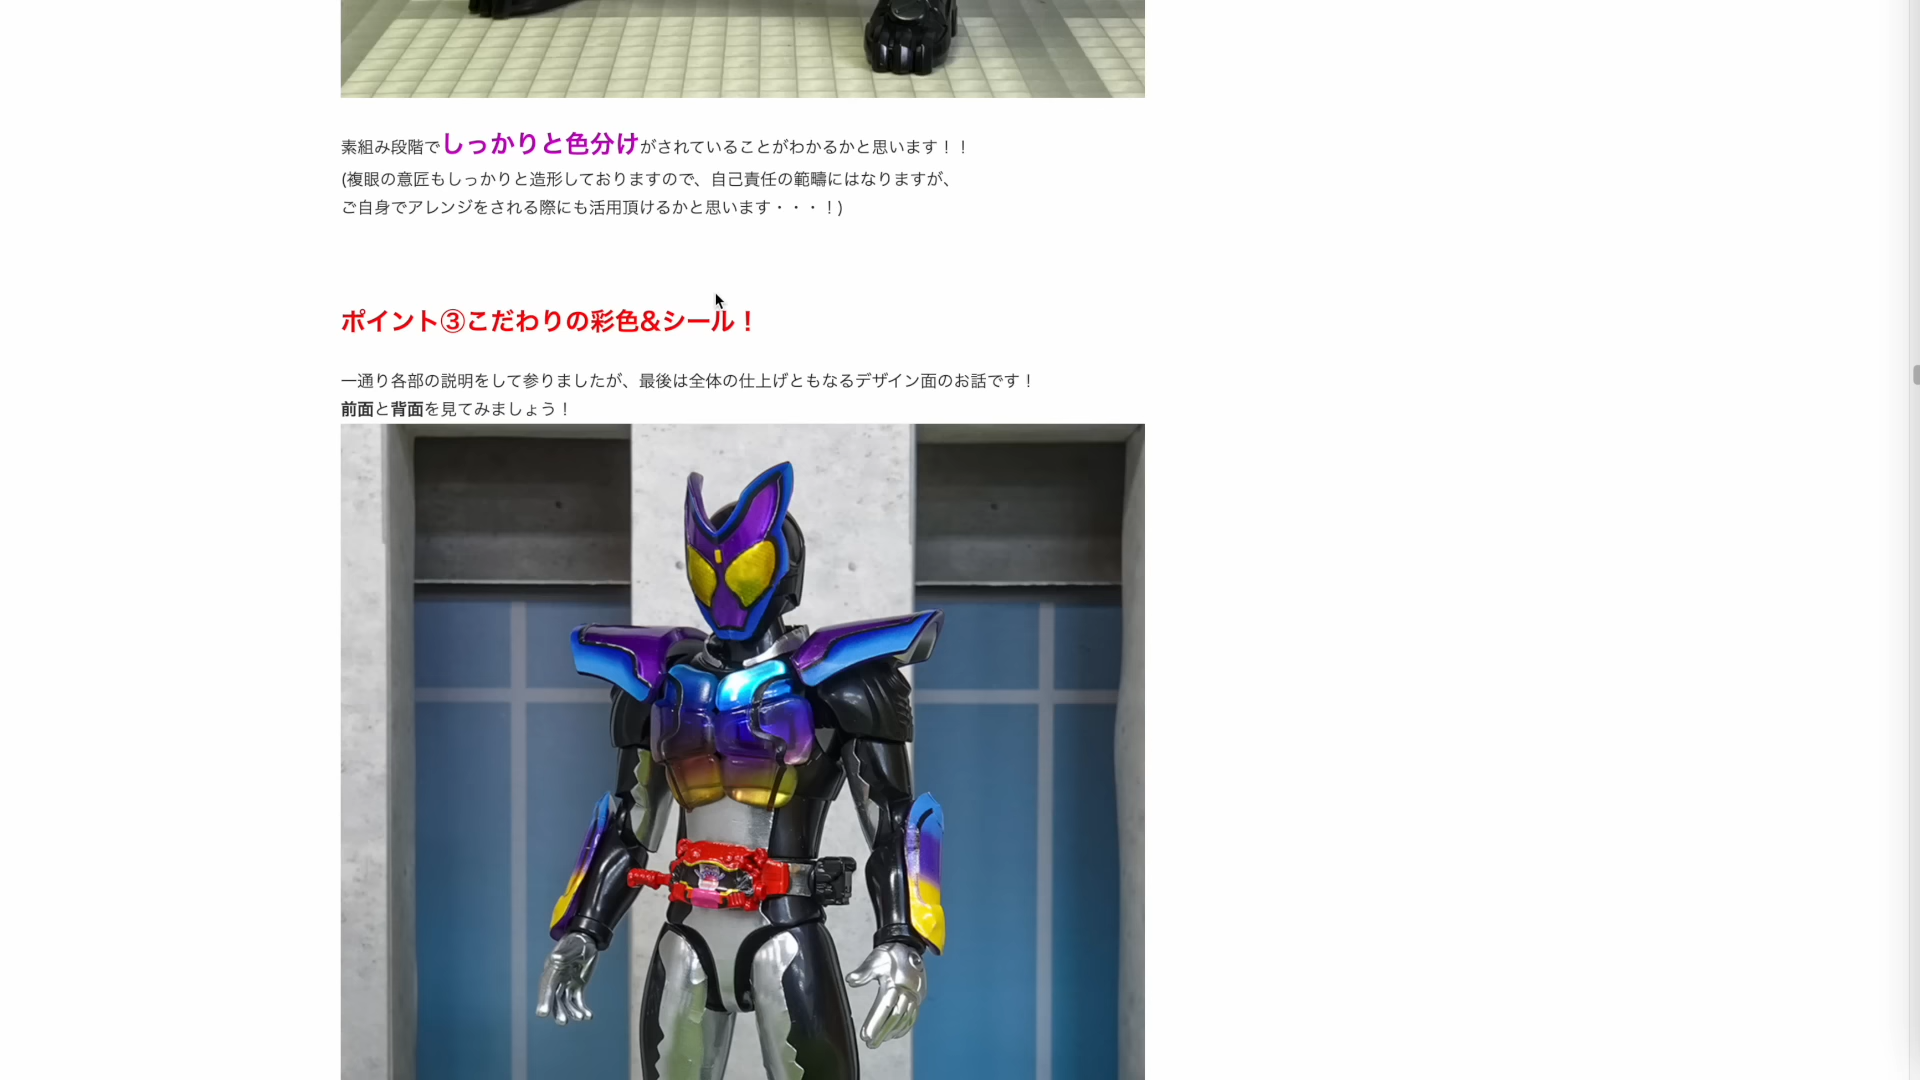 素組み段階でしっかりと色分けがされていることがわかるかと思います！！
(複眼の意匠もしっかりと造形しておりますので、自己責任の範疇にはなりますが、
ご自身でアレンジをされる際にも活用頂けるかと思います・・・！)
ポイント③こだわりの彩色&シール！
一通り各部の説明をして参りましたが、最後は全体の仕上げともなるデザイン面のお話です！
前面と背面を見てみましょう！